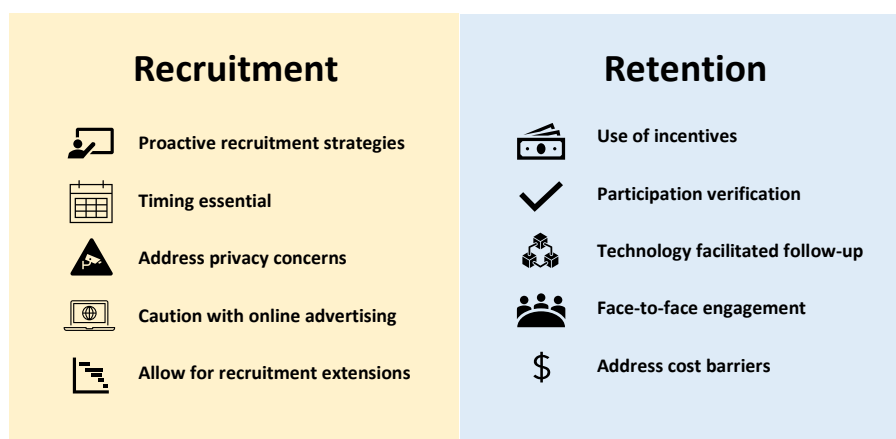 Recruitment
Proactive recruitment strategies
Timing essential
Address privacy concerns
Caution with online advertising
Allow for recruitment extensions
Retention
Use of incentives
Participation verification
Technology facilitated follow-up
Face-to-face engagement
$ Address cost barriers